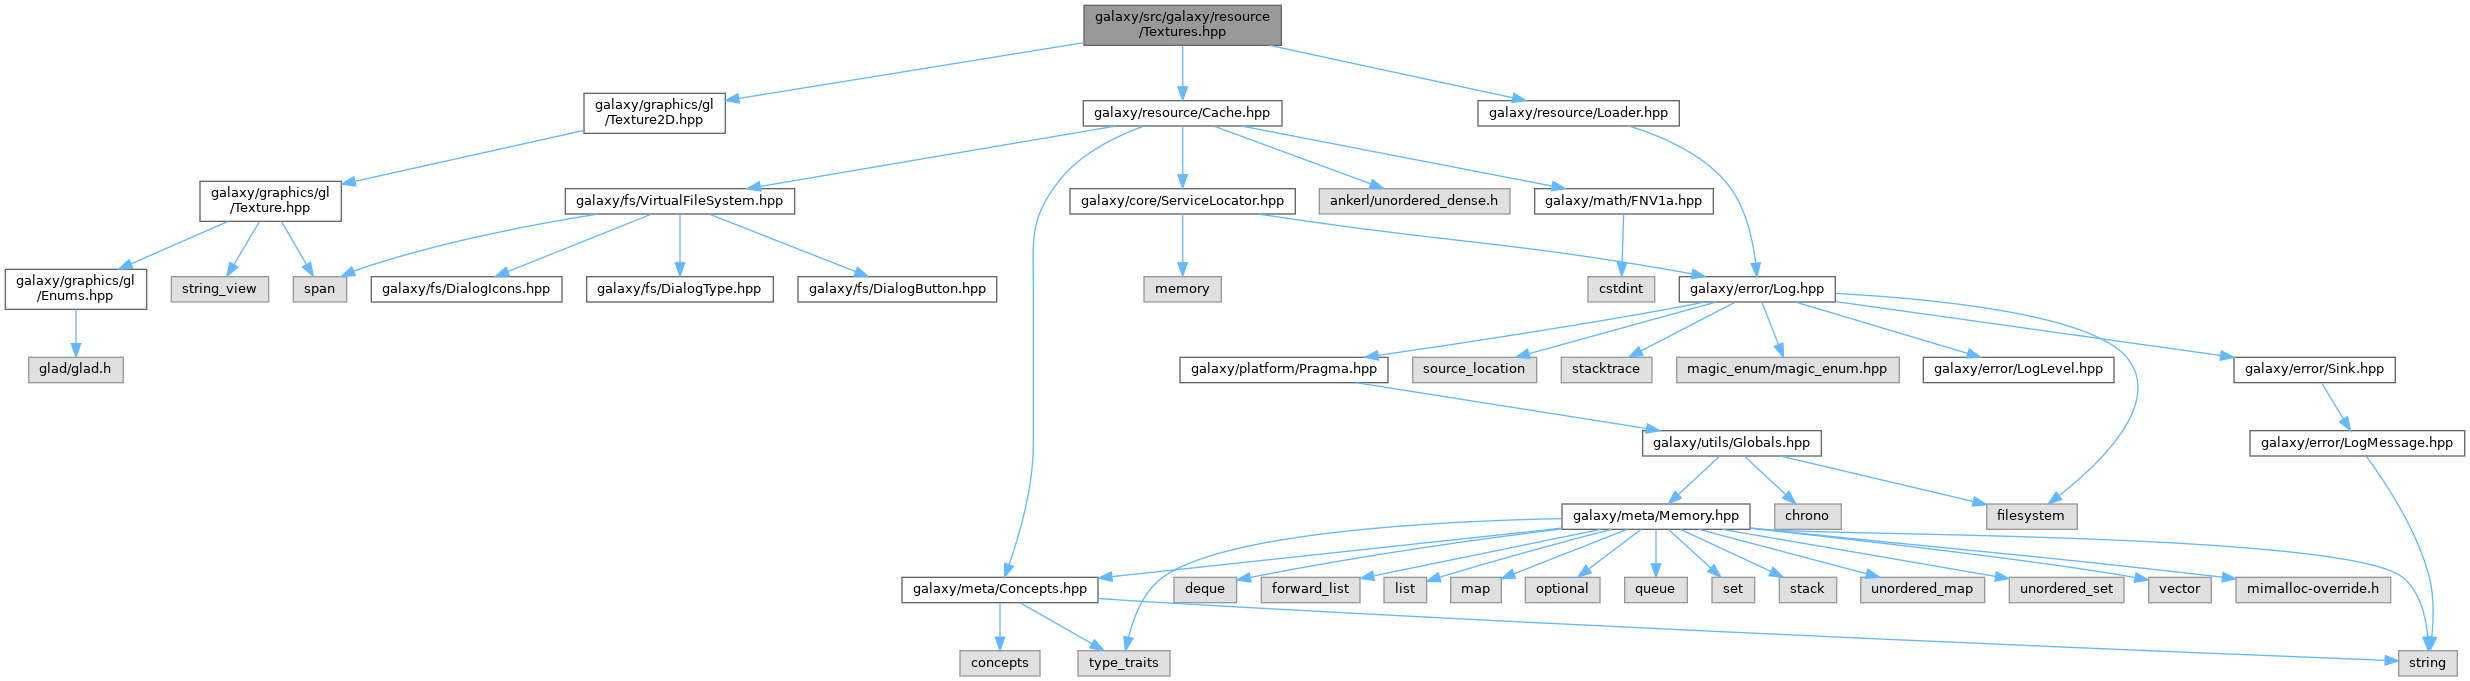 galaxy/src/galaxy/resource
/Textures.hpp
galaxy/graphics/gl
/Texture2D.hpp
galaxy/resource/Cache.hpp
galaxy/resource/Loader.hpp
galaxy/graphics/gl
/Texture.hpp
galaxy/fs/VirtualFileSystem.hpp
galaxy/core/ServiceLocator.hpp
ankerl/unordered_dense.h
galaxy/math/FNV1a.hpp
galaxy/graphics/gl
/Enums.hpp
string_view
span
galaxy/fs/DialogIcons.hpp
galaxy/fs/DialogType.hpp
galaxy/fs/DialogButton.hpp
memory
cstdint
galaxy/error/Log.hpp
glad/glad.h
galaxy/platform/Pragma.hpp
source_location
stacktrace
magic_enum/magic_enum.hpp
galaxy/error/LogLevel.hpp
galaxy/error/Sink.hpp
galaxy/utils/Globals.hpp
galaxy/error/LogMessage.hpp
galaxy/meta/Memory.hpp
chrono
filesystem
galaxy/meta/Concepts.hpp
deque
forward_list
list
map
optional
queue
set
stack
unordered_map
unordered_set
vector
mimalloc-override.h
concepts
type_traits
string